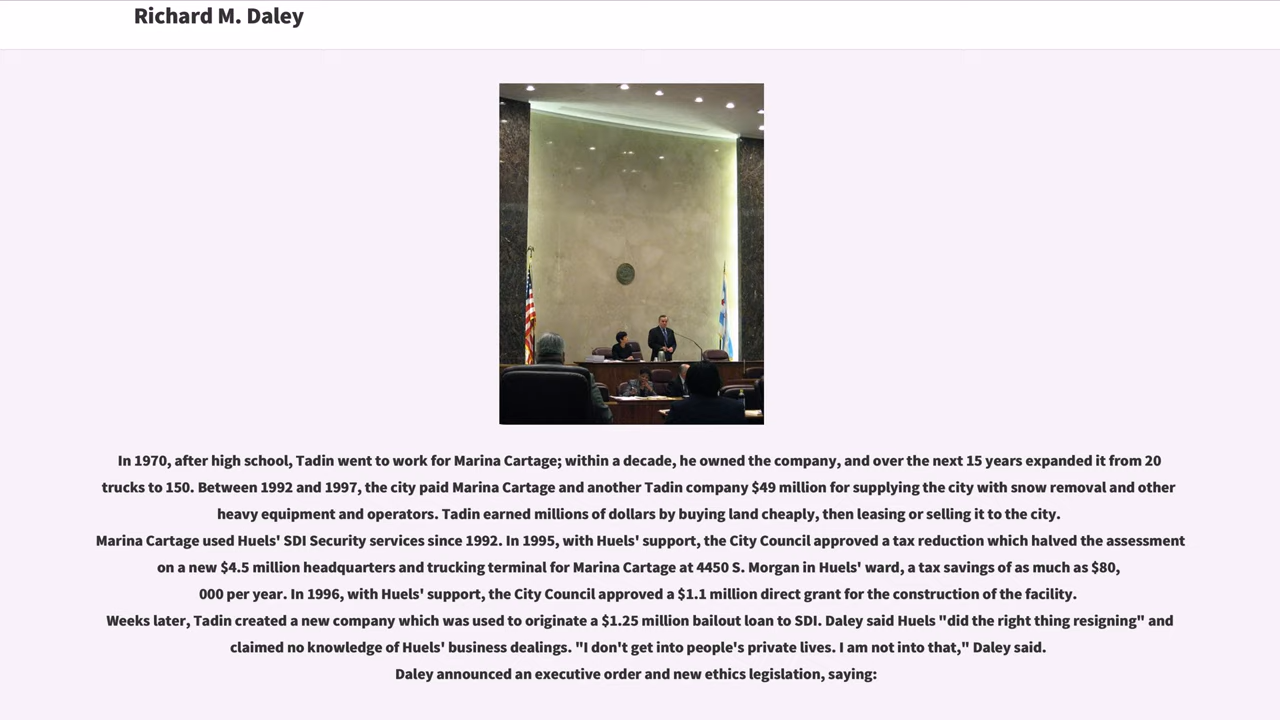 Richard M. Daley
In 1970, after high school, Tadin went to work for Marina Cartage; within a decade, he owned the company, and over the next 15 years expanded it from 20
trucks to 150. Between 1992 and 1997, the city paid Marina Cartage and another Tadin company $49 million for supplying the city with snow removal and other
heavy equipment and operators. Tadin earned millions of dollars by buying land cheaply, then leasing or selling it to the city.
Marina Cartage used Huels' SDI Security services since 1992. In 1995, with Huels' support, the City Council approved a tax reduction which halved the assessment
on a new $4.5 million headquarters and trucking terminal for Marina Cartage at 4450 S. Morgan in Huels' ward, a tax savings of as much as $80,
000 per year. In 1996, with Huels' support, the City Council approved a $1.1 million direct grant for the construction of the facility.
Weeks later, Tadin created a new company which was used to originate a $1.25 million bailout loan to SDI. Daley said Huels "did the right thing resigning" and
claimed no knowledge of Huels' business dealings. "I don't get into people's private lives. I am not into that," Daley said.
Daley announced an executive order and new ethics legislation, saying: